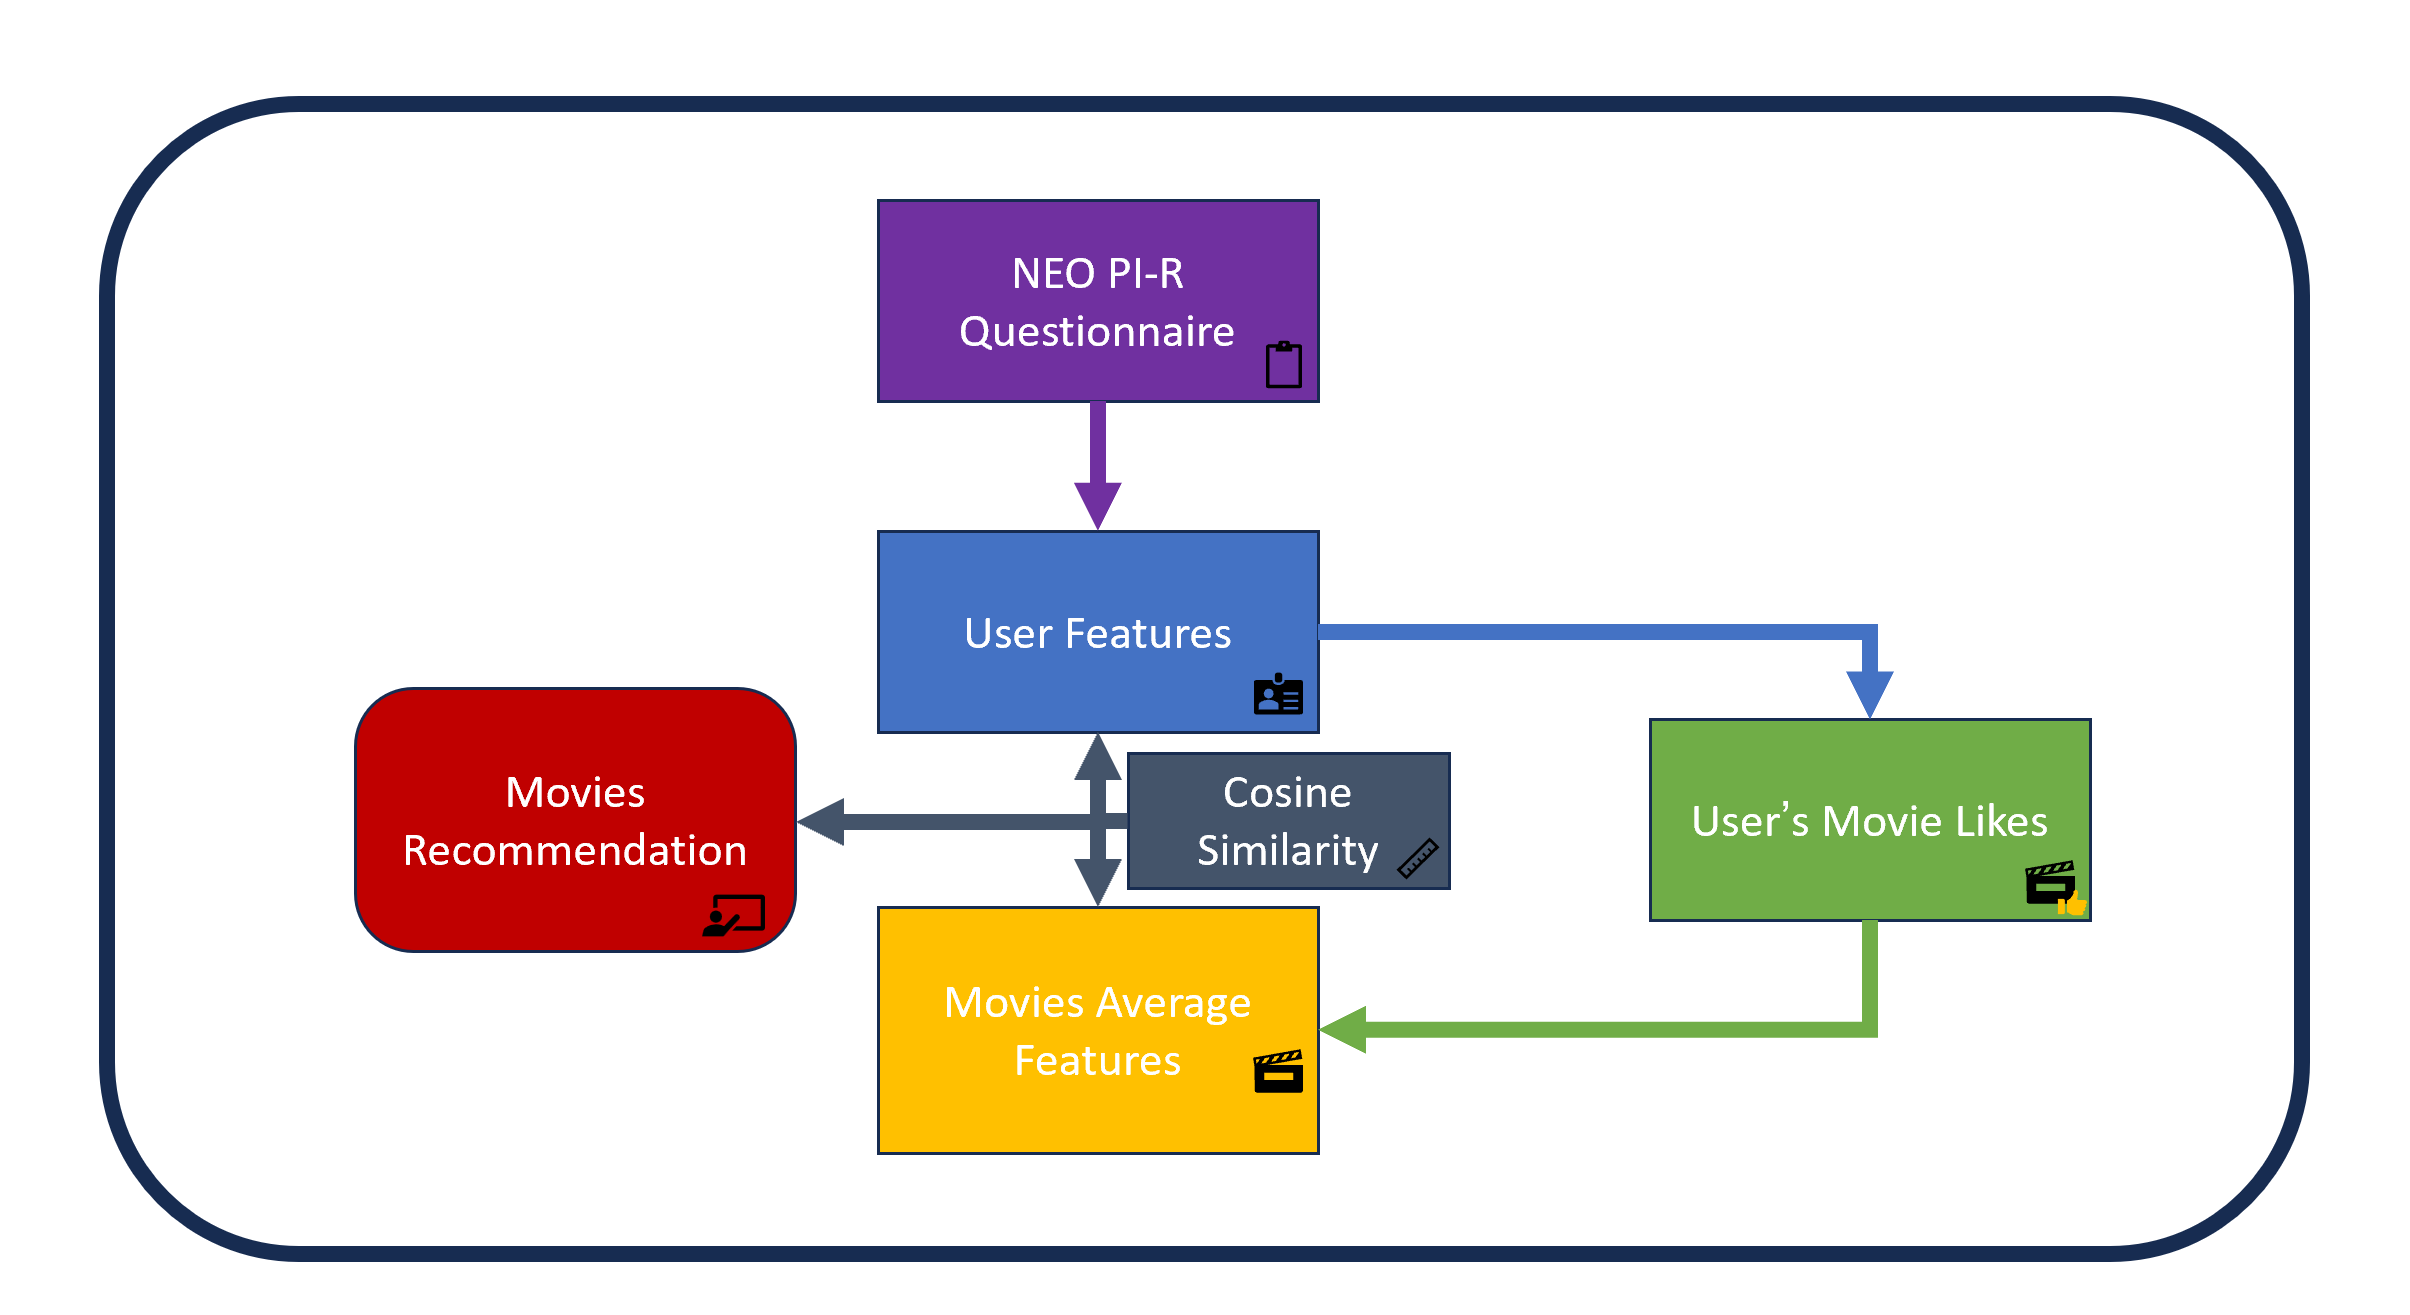 NEO PI-R
Questionnaire
User Features
Movies
Recommendation
Cosine
Similarity
User’s Movie Likes
Movies Average
Features